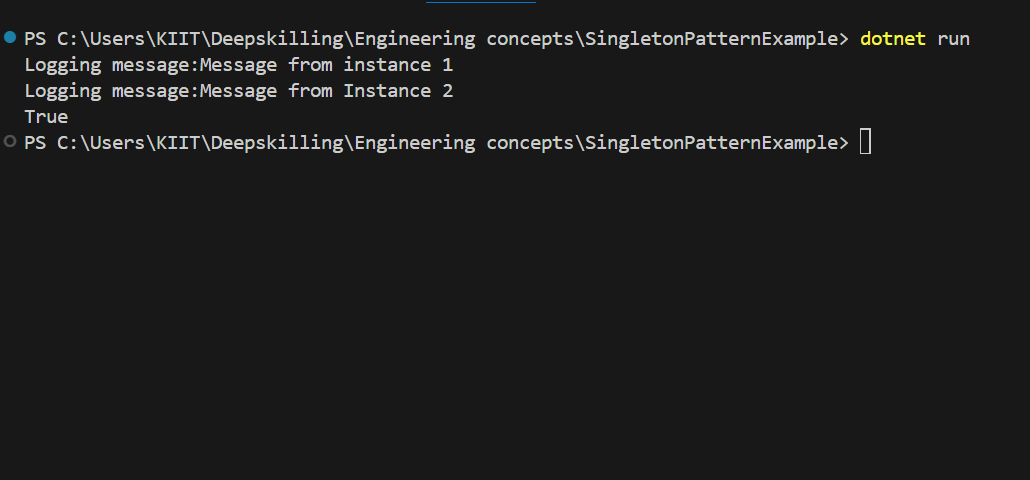 PS C:\Users\KIIT\Deepskilling\Engineering concepts\SingletonPatternExample> dotnet run
Logging message:Message from instance 1
Logging message:Message from Instance 2
True
PS C:\Users\KIIT\Deepskilling\Engineering concepts\SingletonPatternExample>